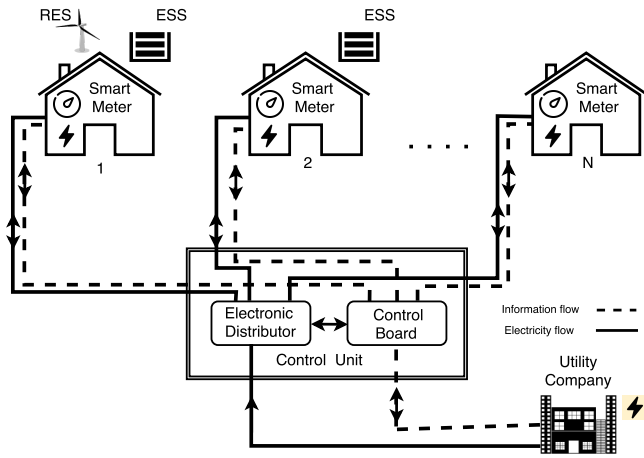 RES
ESS
ESS
Smart
Meter
Smart
Meter
Smart
Meter
1
2
. . . . .
N
Electronic
Distributor
Control
Board
Control Unit
Information flow
Electricity flow
Utility
Company